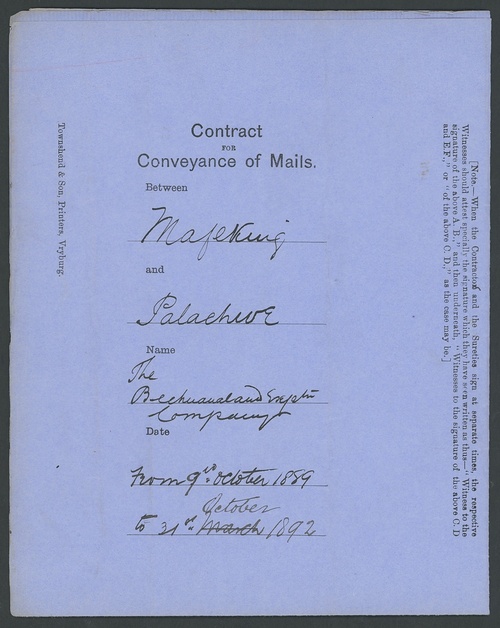 Contract
FOR
Conveyance of Mails.
Between
Mafeking
and
Palachwe
Name
The
Bechuanaland Expln
Company
Date
From 9th October 1889
October
to 31st March 1892
Townshend & Son, Printers, Vryburg.
[Note.—When the Contractor and the Sureties sign at separate times, the respective
Witnesses should attest specially the signature which they have seen written as thus—" Witness to the
signature of the above A. B.," and then underneath, " Witnesses to the signature of the above C. D
and E. F.," or " of the above C. D.," as the case may be.]